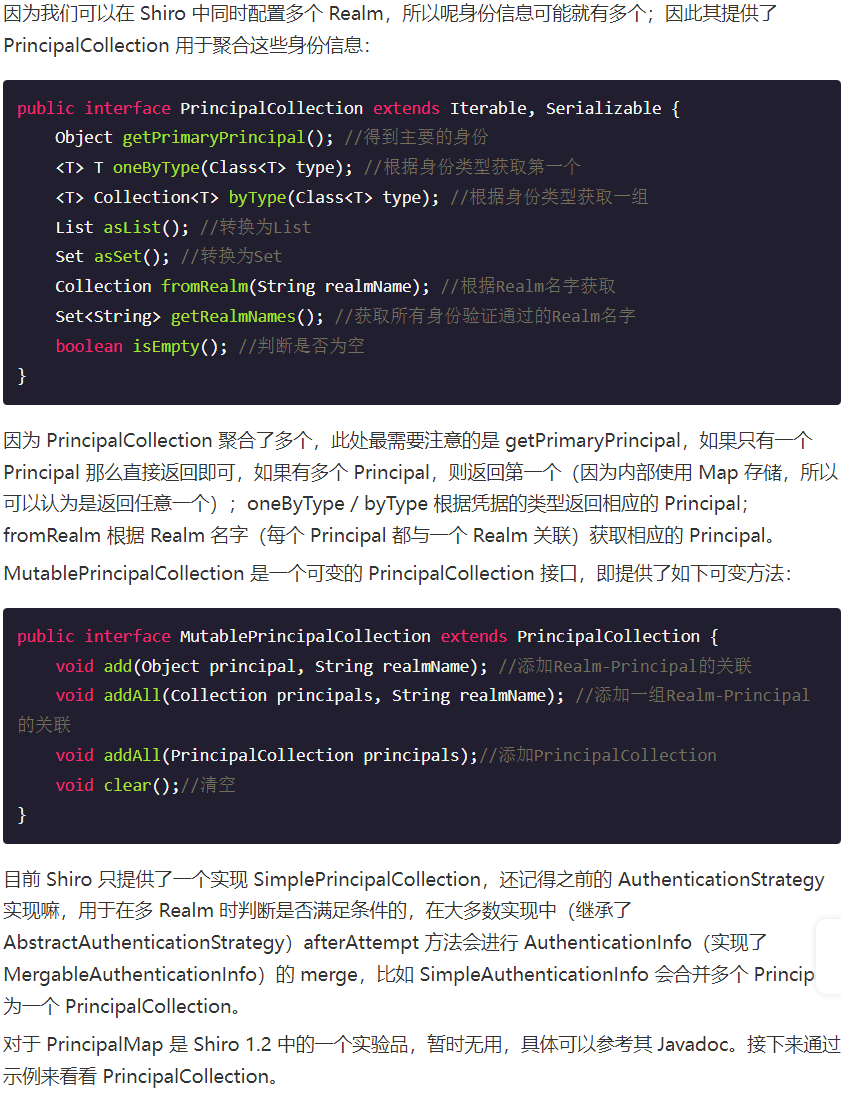 因为我们可以在 Shiro 中同时配置多个 Realm，所以呢身份信息可能就有多个；因此其提供了
PrincipalCollection 用于聚合这些身份信息：
public interface PrincipalCollection extends Iterable, Serializable {
    Object getPrimaryPrincipal(); //得到主要的身份
    <T> T oneByType(Class<T> type); //根据身份类型获取第一个
    <T> Collection<T> byType(Class<T> type); //根据身份类型获取一组
    List asList(); //转换为List
    Set asSet(); //转换为Set
    Collection fromRealm(String realmName); //根据Realm名字获取
    Set<String> getRealmNames(); //获取所有身份验证通过的Realm名字
    boolean isEmpty(); //判断是否为空
}
因为 PrincipalCollection 聚合了多个，此处最需要注意的是 getPrimaryPrincipal，如果只有一个
Principal 那么直接返回即可，如果有多个 Principal，则返回第一个（因为内部使用 Map 存储，所以
可以认为是返回任意一个）；oneByType / byType 根据凭据的类型返回相应的 Principal；
fromRealm 根据 Realm 名字（每个 Principal 都与一个 Realm 关联）获取相应的 Principal。
MutablePrincipalCollection 是一个可变的 PrincipalCollection 接口，即提供了如下可变方法：
public interface MutablePrincipalCollection extends PrincipalCollection {
    void add(Object principal, String realmName); //添加Realm-Principal的关联
    void addAll(Collection principals, String realmName); //添加一组Realm-Principal
的关联
    void addAll(PrincipalCollection principals);//添加PrincipalCollection
    void clear();//清空
}
目前 Shiro 只提供了一个实现 SimplePrincipalCollection，还记得之前的 AuthenticationStrategy
实现嘛，用于在多 Realm 时判断是否满足条件的，在大多数实现中（继承了
AbstractAuthenticationStrategy）afterAttempt 方法会进行 AuthenticationInfo（实现了
MergableAuthenticationInfo）的 merge，比如 SimpleAuthenticationInfo 会合并多个 Princip
为一个 PrincipalCollection。
对于 PrincipalMap 是 Shiro 1.2 中的一个实验品，暂时无用，具体可以参考其 Javadoc。接下来通过
示例来看看 PrincipalCollection。